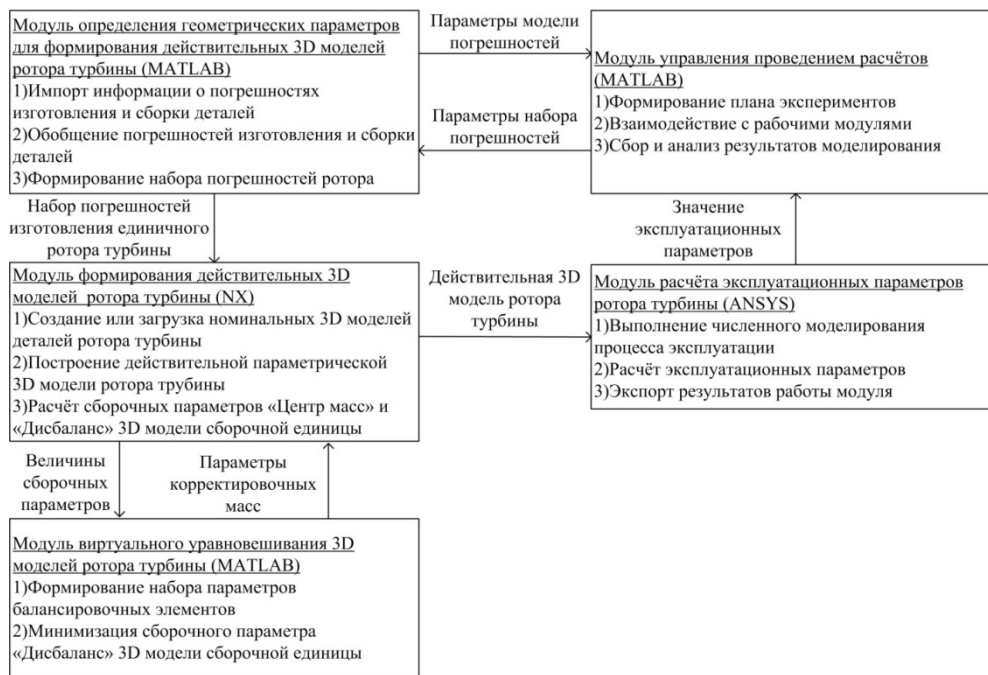 Модуль определения геометрических параметров
для формирования действительных 3D моделей
ротора турбины (MATLAB)
1)Импорт информации о погрешностях
изготовления и сборки деталей
2)Обобщение погрешностей изготовления и сборки
деталей
3)Формирование набора погрешностей ротора
Параметры модели
погрешностей
Параметры набора
погрешностей
Модуль управления проведением расчётов
(MATLAB)
1)Формирование плана экспериментов
2)Взаимодействие с рабочими модулями
3)Сбор и анализ результатов моделирования
Набор погрешностей
изготовления единичного
ротора турбины
Значение
эксплуатационных
параметров
Модуль формирования действительных 3D
моделей ротора турбины (NX)
1)Создание или загрузка номинальных 3D моделей
деталей ротора турбины
2)Построение действительной параметрической
3D модели ротора трубины
3)Расчёт сборочных параметров «Центр масс» и
«Дисбаланс» 3D модели сборочной единицы
Действительная 3D
модель ротора
турбины
Модуль расчёта эксплуатационных параметров
ротора турбины (ANSYS)
1)Выполнение численного моделирования
процесса эксплуатации
2)Расчёт эксплуатационных параметров
3)Экспорт результатов работы модуля
Величины
сборочных
параметров
Параметры
корректировочных
масс
Модуль виртуального уравновешивания 3D
моделей ротора турбины (MATLAB)
1)Формирование набора параметров
балансировочных элементов
2)Минимизация сборочного параметра
«Дисбаланс» 3D модели сборочной единицы